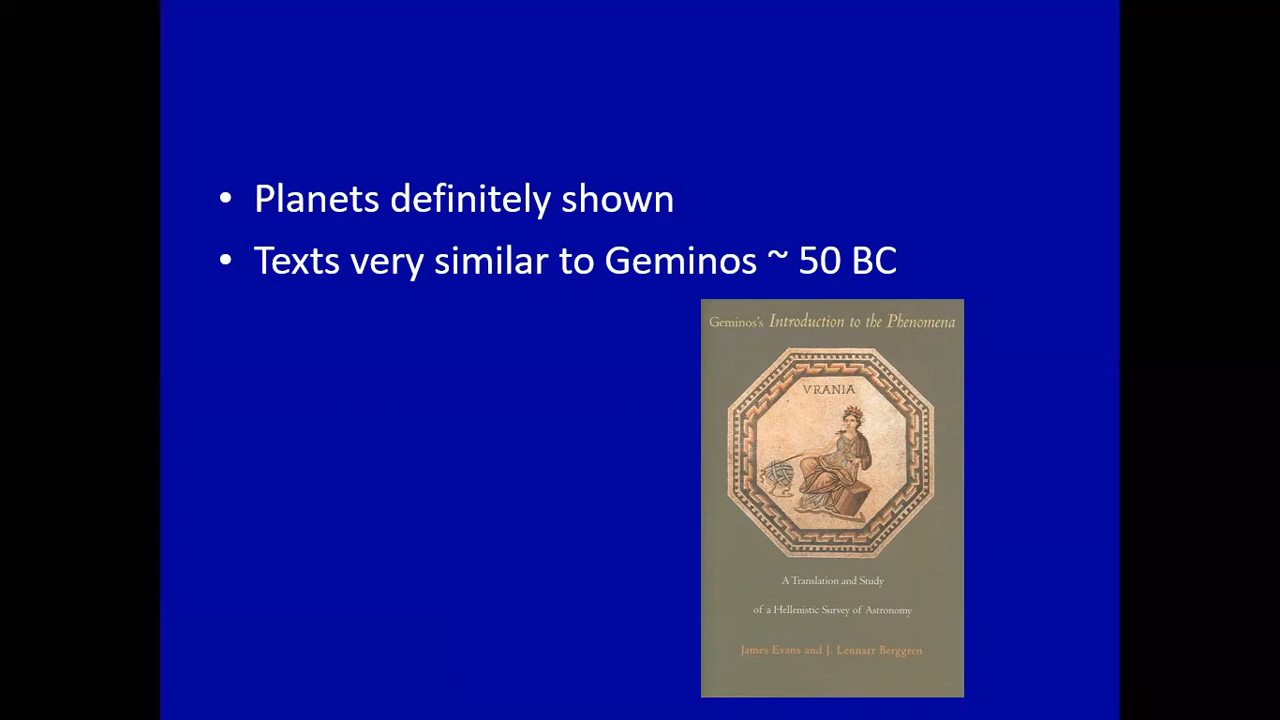 • Planets definitely shown
• Texts very similar to Geminos ~ 50 BC
Geminos's Introduction to the Phenomena
VRANIA
A Translation and Study
of a Hellenistic Survey of Astronomy
James Evans and J. Lennart Berggren